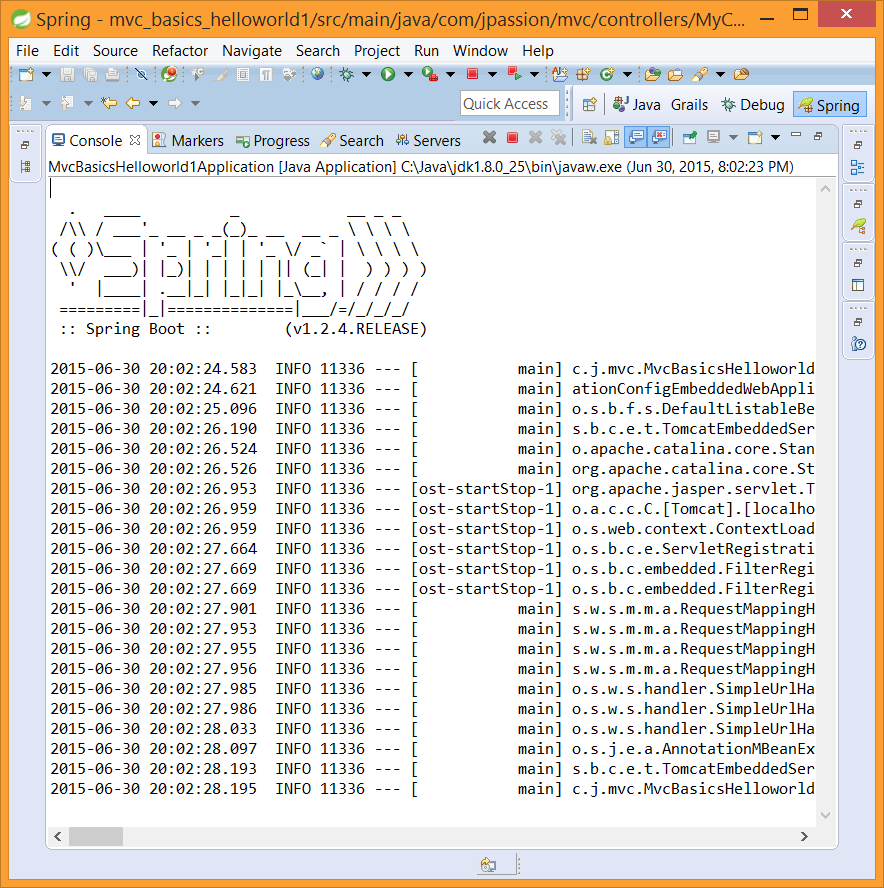 Spring - mvc_basics_helloworld1/src/main/java/com/jpassion/mvc/controllers/MyC...
File Edit Source Refactor Navigate Search Project Run Window Help
Quick Access Java Grails Debug Spring
Console Markers Progress Search Servers
MvcBasicsHelloworld1Application [Java Application] C:\Java\jdk1.8.0_25\bin\javaw.exe (Jun 30, 2015, 8:02:23 PM)
  .   ____          _            __ _ _
 /\\ / ___'_ __ _ _(_)_ __  __ _ \ \ \ \
( ( )\___ | '_ | '_| | '_ \/ _` | \ \ \ \
 \\/  ___)| |_)| | | | | || (_| |  ) ) ) )
  '  |____| .__|_| |_|_| |_\__, | / / / /
 =========|_|==============|___/=/_/_/_/
 :: Spring Boot ::        (v1.2.4.RELEASE)
2015-06-30 20:02:24.583  INFO 11336 --- [           main] c.j.mvc.MvcBasicsHelloworld
2015-06-30 20:02:24.621  INFO 11336 --- [           main] ationConfigEmbeddedWebAppli
2015-06-30 20:02:25.096  INFO 11336 --- [           main] o.s.b.f.s.DefaultListableBe
2015-06-30 20:02:26.190  INFO 11336 --- [           main] s.b.c.e.t.TomcatEmbeddedSer
2015-06-30 20:02:26.524  INFO 11336 --- [           main] o.apache.catalina.core.Stan
2015-06-30 20:02:26.526  INFO 11336 --- [           main] org.apache.catalina.core.St
2015-06-30 20:02:26.953  INFO 11336 --- [ost-startStop-1] org.apache.jasper.servlet.T
2015-06-30 20:02:26.959  INFO 11336 --- [ost-startStop-1] o.a.c.c.C.[Tomcat].[localho
2015-06-30 20:02:26.959  INFO 11336 --- [ost-startStop-1] o.s.web.context.ContextLoad
2015-06-30 20:02:27.664  INFO 11336 --- [ost-startStop-1] o.s.b.c.e.ServletRegistrati
2015-06-30 20:02:27.669  INFO 11336 --- [ost-startStop-1] o.s.b.c.embedded.FilterRegi
2015-06-30 20:02:27.669  INFO 11336 --- [ost-startStop-1] o.s.b.c.embedded.FilterRegi
2015-06-30 20:02:27.901  INFO 11336 --- [           main] s.w.s.m.m.a.RequestMappingH
2015-06-30 20:02:27.953  INFO 11336 --- [           main] s.w.s.m.m.a.RequestMappingH
2015-06-30 20:02:27.955  INFO 11336 --- [           main] s.w.s.m.m.a.RequestMappingH
2015-06-30 20:02:27.956  INFO 11336 --- [           main] s.w.s.m.m.a.RequestMappingH
2015-06-30 20:02:27.985  INFO 11336 --- [           main] o.s.w.s.handler.SimpleUrlHa
2015-06-30 20:02:27.986  INFO 11336 --- [           main] o.s.w.s.handler.SimpleUrlHa
2015-06-30 20:02:28.033  INFO 11336 --- [           main] o.s.w.s.handler.SimpleUrlHa
2015-06-30 20:02:28.097  INFO 11336 --- [           main] o.s.j.e.a.AnnotationMBeanEx
2015-06-30 20:02:28.193  INFO 11336 --- [           main] s.b.c.e.t.TomcatEmbeddedSer
2015-06-30 20:02:28.195  INFO 11336 --- [           main] c.j.mvc.MvcBasicsHelloworld